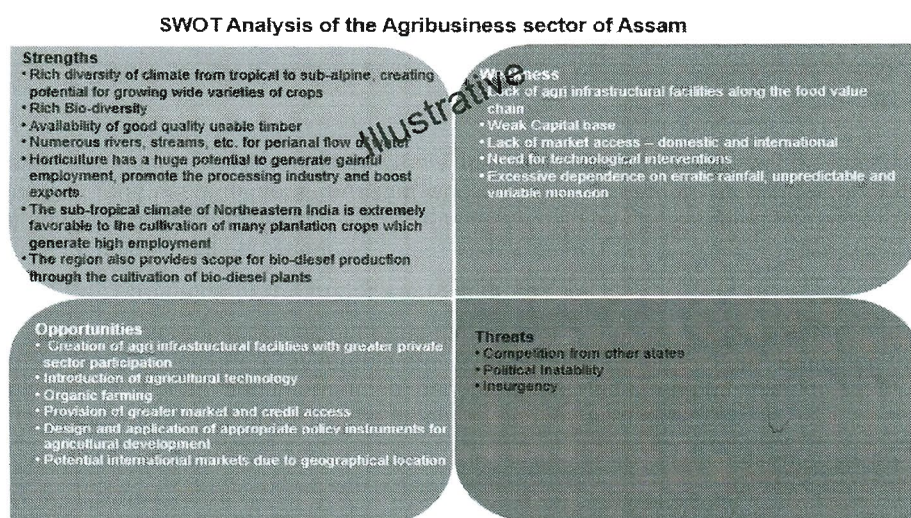 SWOT Analysis of the Agribusiness sector of Assam
Strengths
• Rich diversity of climate from tropical to sub-alpine, creating
potential for growing wide varieties of crops
• Rich Bio-diversity
• Availability of good quality usable timber
• Numerous rivers, streams, etc. for perianal flow of water
• Horticulture has a huge potential to generate gainful
employment, promote the processing industry and boost
exports
• The sub-tropical climate of Northeastern India is extremely
favorable to the cultivation of many plantation crops which
generate high employment
• The region also provides scope for bio-diesel production
through the cultivation of bio-diesel plants
Illustrative
Weakness
• Lack of agri infrastructural facilities along the food value
chain
• Weak Capital base
• Lack of market access – domestic and international
• Need for technological interventions
• Excessive dependence on erratic rainfall, unpredictable and
variable monsoon
Opportunities
• Creation of agri infrastructural facilities with greater private
sector participation
• Introduction of agricultural technology
• Organic farming
• Provision of greater market and credit access
• Design and application of appropriate policy instruments for
agricultural development
• Potential international markets due to geographical location
Threats
• Competition from other states
• Political Instability
• Insurgency